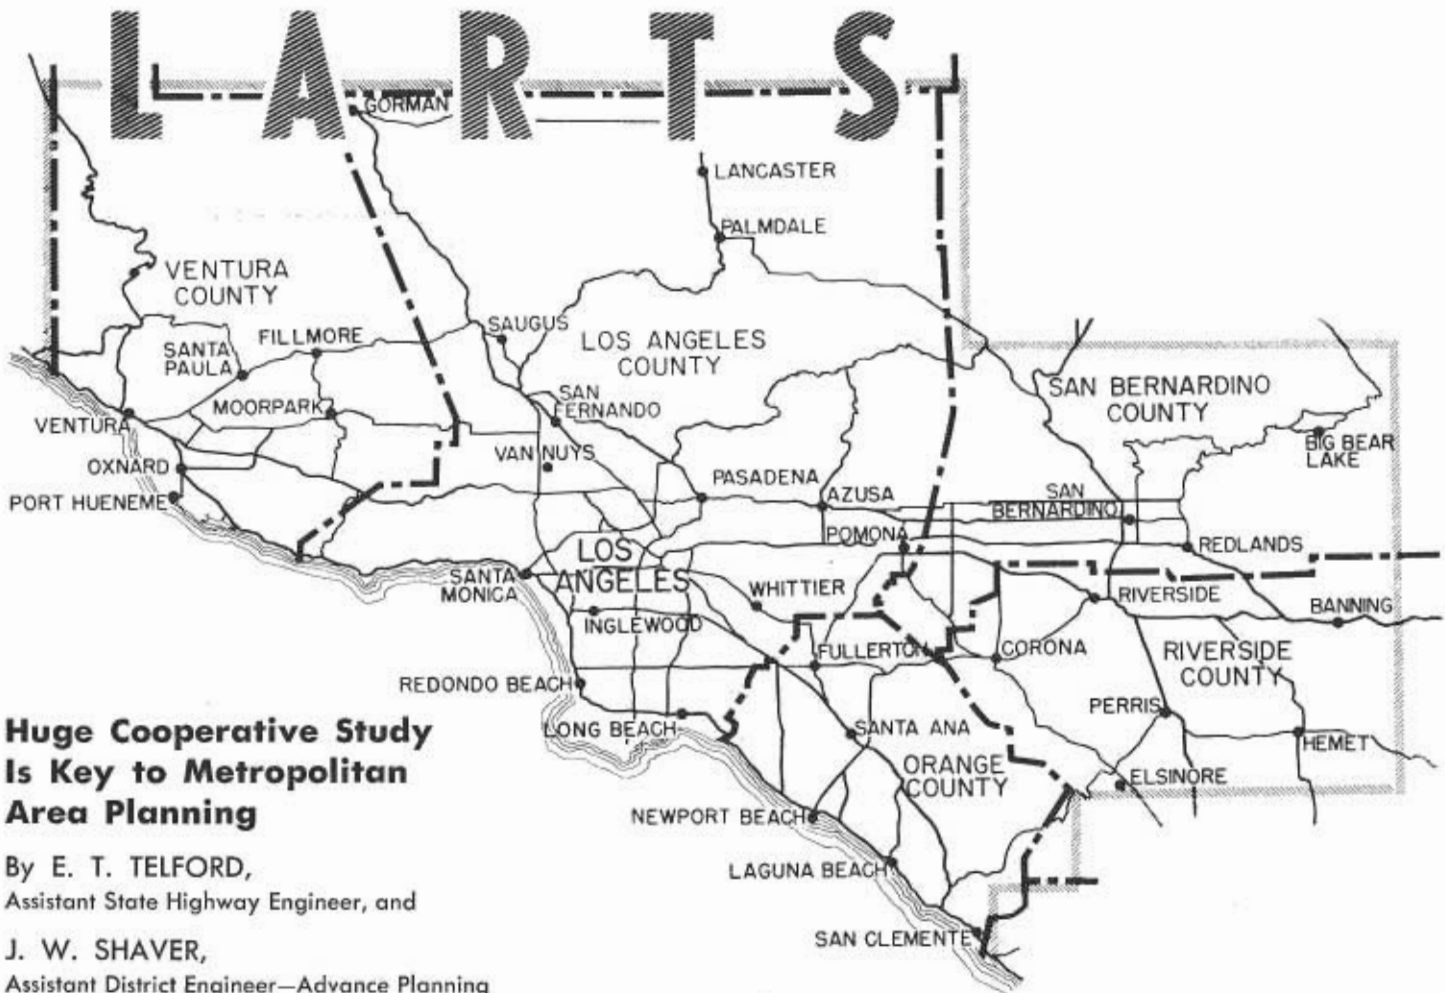 LARTS
GORMAN
LANCASTER
PALMDALE
VENTURA
COUNTY
SAUGUS
FILLMORE
LOS ANGELES
COUNTY
SANTA
PAULA
SAN
FERNANDO
SAN BERNARDINO
COUNTY
MOORPARK
VENTURA
BIG BEAR
LAKE
VAN NUYS
OXNARD
PASADENA
PORT HUENEME
AZUSA
SAN
BERNARDINO
POMONA
REDLANDS
LOS
ANGELES
SANTA
MONICA
WHITTIER
RIVERSIDE
BANNING
INGLEWOOD
FULLERTON
CORONA
RIVERSIDE
COUNTY
REDONDO BEACH
PERRIS
LONG BEACH
SANTA ANA
HEMET
ORANGE
COUNTY
ELSINORE
NEWPORT BEACH
LAGUNA BEACH
SAN CLEMENTE
Huge Cooperative Study
Is Key to Metropolitan
Area Planning
By E. T. TELFORD,
Assistant State Highway Engineer, and
J. W. SHAVER,
Assistant District Engineer—Advance Planning